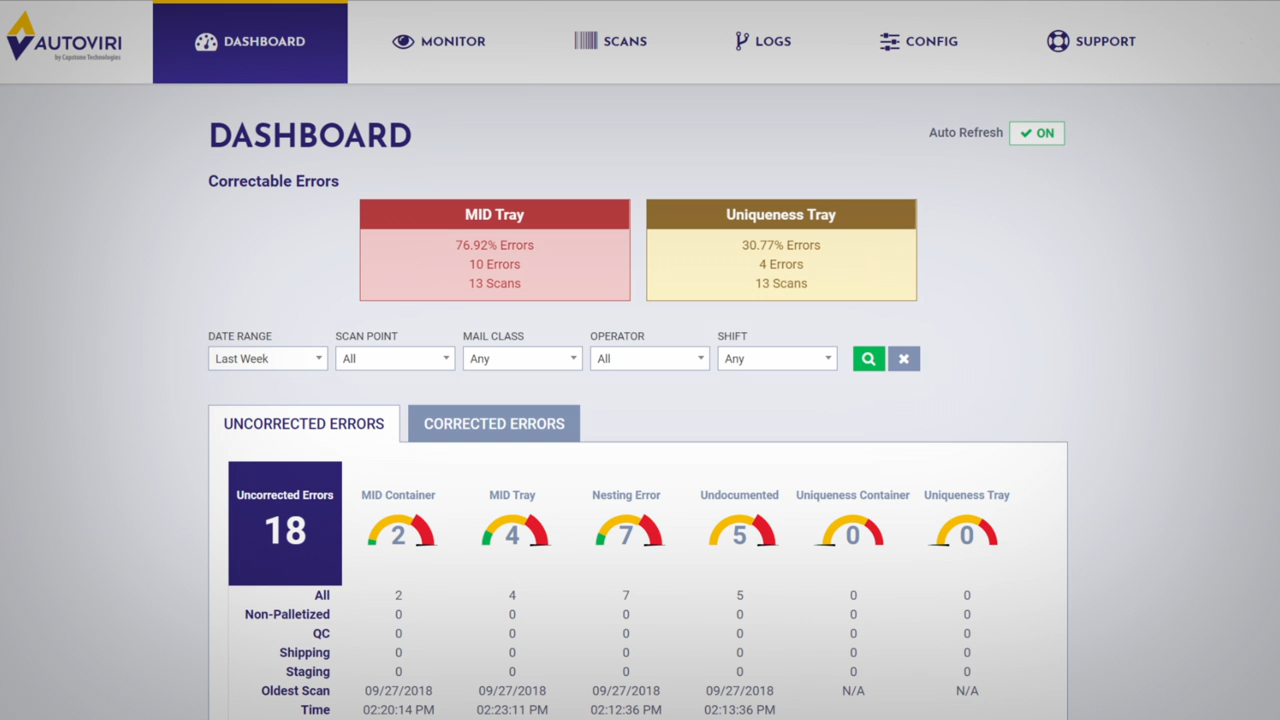 AUTOVIRI
by Capstone Technologies
DASHBOARD
MONITOR
SCANS
LOGS
CONFIG
SUPPORT
DASHBOARD
Auto Refresh ON
Correctable Errors
MID Tray
76.92% Errors
10 Errors
13 Scans
Uniqueness Tray
30.77% Errors
4 Errors
13 Scans
DATE RANGE SCAN POINT MAIL CLASS OPERATOR SHIFT
Last Week All Any All Any
UNCORRECTED ERRORS CORRECTED ERRORS
Uncorrected Errors MID Container MID Tray Nesting Error Undocumented Uniqueness Container Uniqueness Tray
18 2 4 7 5 0 0
All 2 4 7 5 0 0
Non-Palletized 0 0 0 0 0 0
QC 0 0 0 0 0 0
Shipping 0 0 0 0 0 0
Staging 0 0 0 0 0 0
Oldest Scan 09/27/2018 09/27/2018 09/27/2018 09/27/2018 N/A N/A
Time 02:20:14 PM 02:23:11 PM 02:12:36 PM 02:13:36 PM